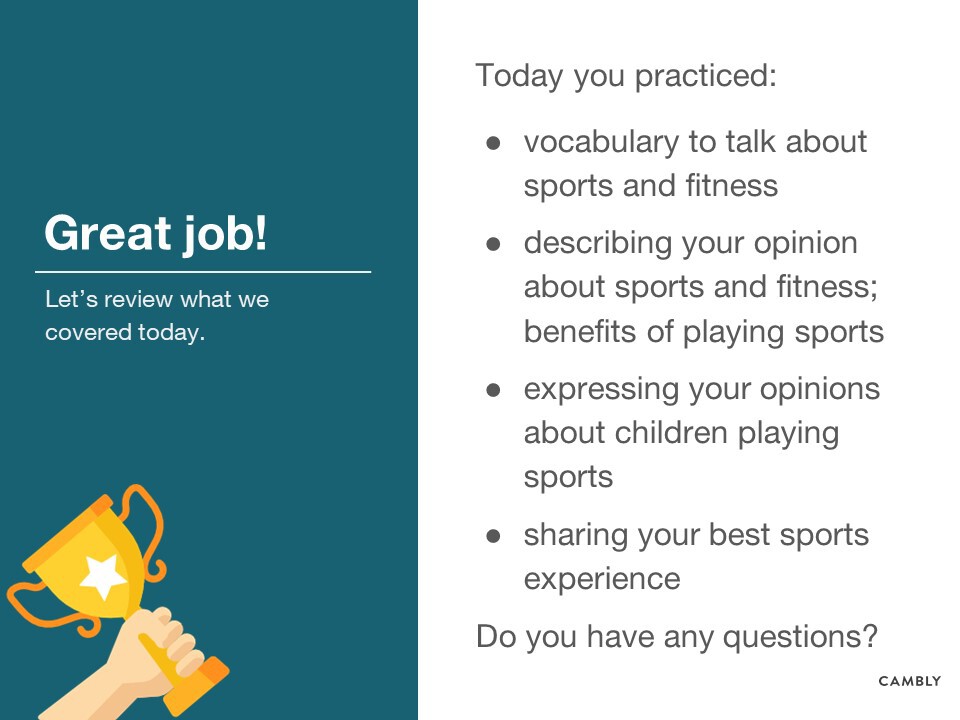 Great job!
Let’s review what we
covered today.
Today you practiced:
● vocabulary to talk about
sports and fitness
● describing your opinion
about sports and fitness;
benefits of playing sports
● expressing your opinions
about children playing
sports
● sharing your best sports
experience
Do you have any questions?
CAMBLY